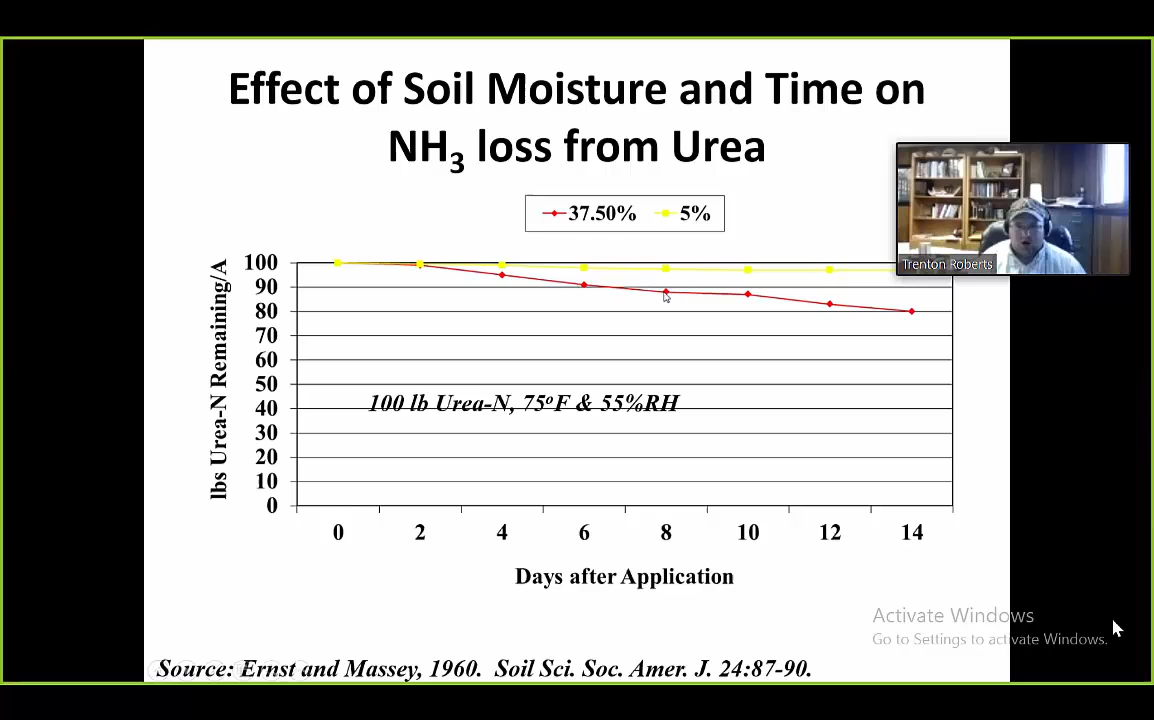 Effect of Soil Moisture and Time on
NH₃ loss from Urea
37.50% 5%
Trenton Roberts
lbs Urea-N Remaining/A
100
90
80
70
60
50
40
30
20
10
0
100 lb Urea-N, 75ºF & 55%RH
0 2 4 6 8 10 12 14
Days after Application
Activate Windows
Go to Settings to activate Windows.
Source: Ernst and Massey, 1960. Soil Sci. Soc. Amer. J. 24:87-90.